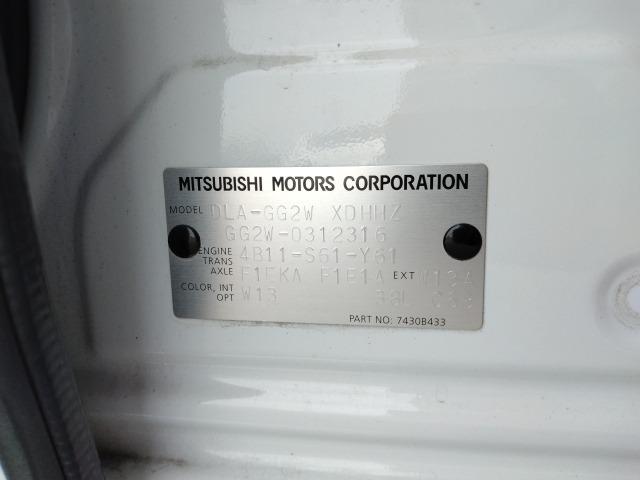 MITSUBISHI MOTORS CORPORATION
MODEL DLA-GG2W XDHHZ
GG2W-0312316
ENGINE 4B11-S61-Y61
TRANS
AXLE F1EKA F1E1A EXT W13A
COLOR, INT
OPT W13
PART NO: 7430B433